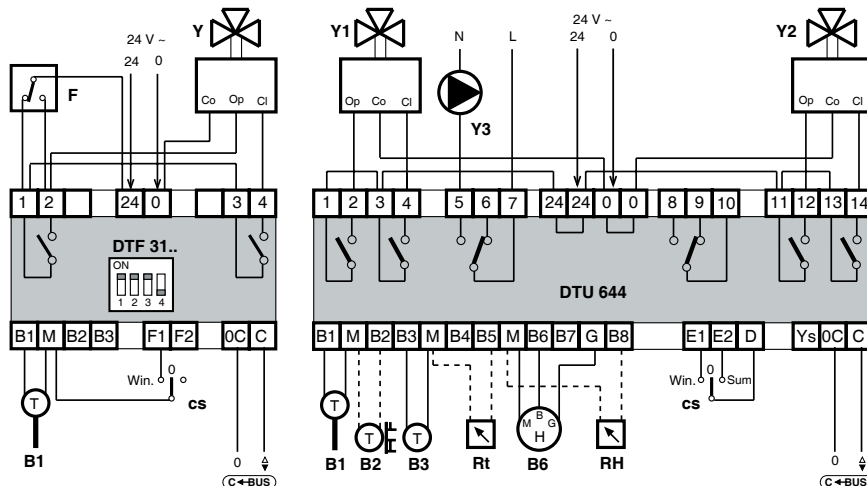 Y
24 V ~
24 0
F
Co Op Cl
1 2 24 0 3 4
DTF 31..
ON
1 2 3 4
B1 M B2 B3 F1 F2 0C C
T
B1
Win. 0
cs
0
C BUS
Y1
Op Co Cl
N L
Y3
24 V ~
24 0
Y2
Op Co Cl
1 2 3 4 5 6 7 24 24 0 0 8 9 10 11 12 13 14
DTU 644
B1 M B2 B3 M B4 B5 M B6 B7 G B8 E1 E2 D Ys 0C C
T T T
B1 B2 B3
Rt
M B G
H
B6
RH
Win. 0 Sum
cs
0
C BUS